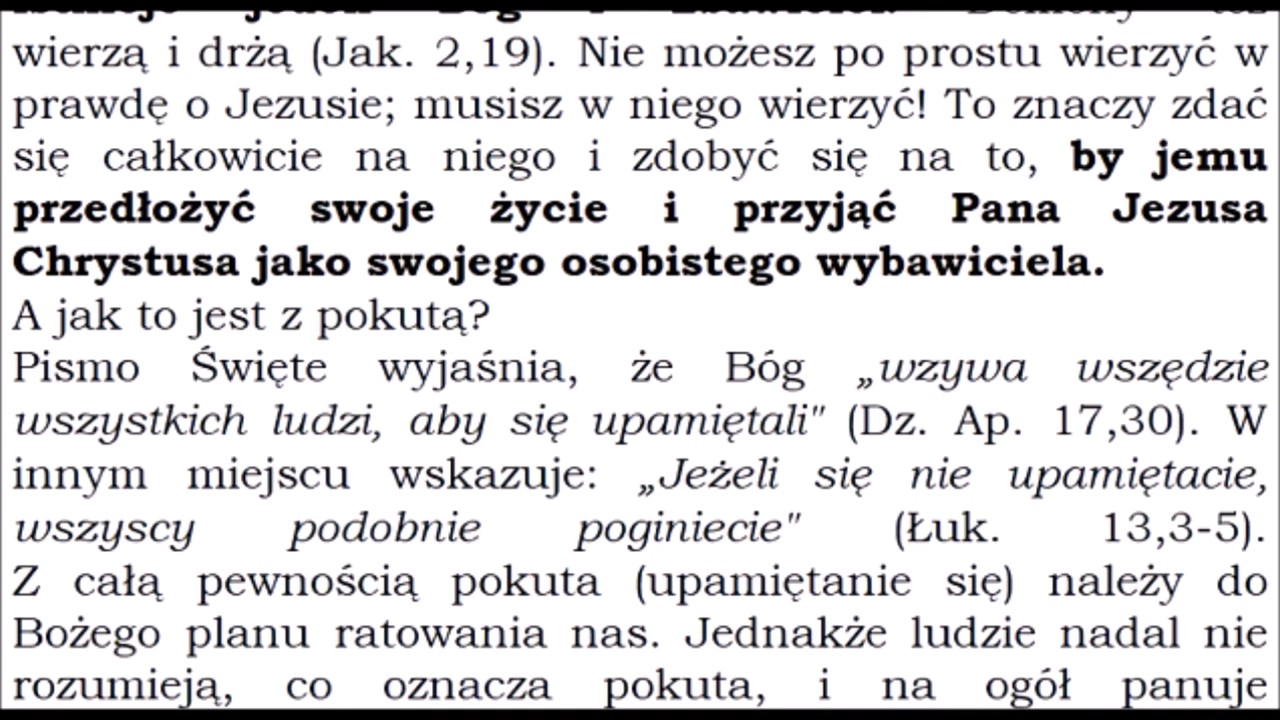 wierzą i drżą (Jak. 2,19). Nie możesz po prostu wierzyć w
prawdę o Jezusie; musisz w niego wierzyć! To znaczy zdać
się całkowicie na niego i zdobyć się na to, by jemu
przedłożyć swoje życie i przyjąć Pana Jezusa
Chrystusa jako swojego osobistego wybawiciela.
A jak to jest z pokutą?
Pismo Święte wyjaśnia, że Bóg „wzywa wszędzie
wszystkich ludzi, aby się upamiętali" (Dz. Ap. 17,30). W
innym miejscu wskazuje: „Jeżeli się nie upamiętacie,
wszyscy podobnie poginiecie" (Łuk. 13,3-5).
Z całą pewnością pokuta (upamiętanie się) należy do
Bożego planu ratowania nas. Jednakże ludzie nadal nie
rozumieją, co oznacza pokuta, i na ogół panuje